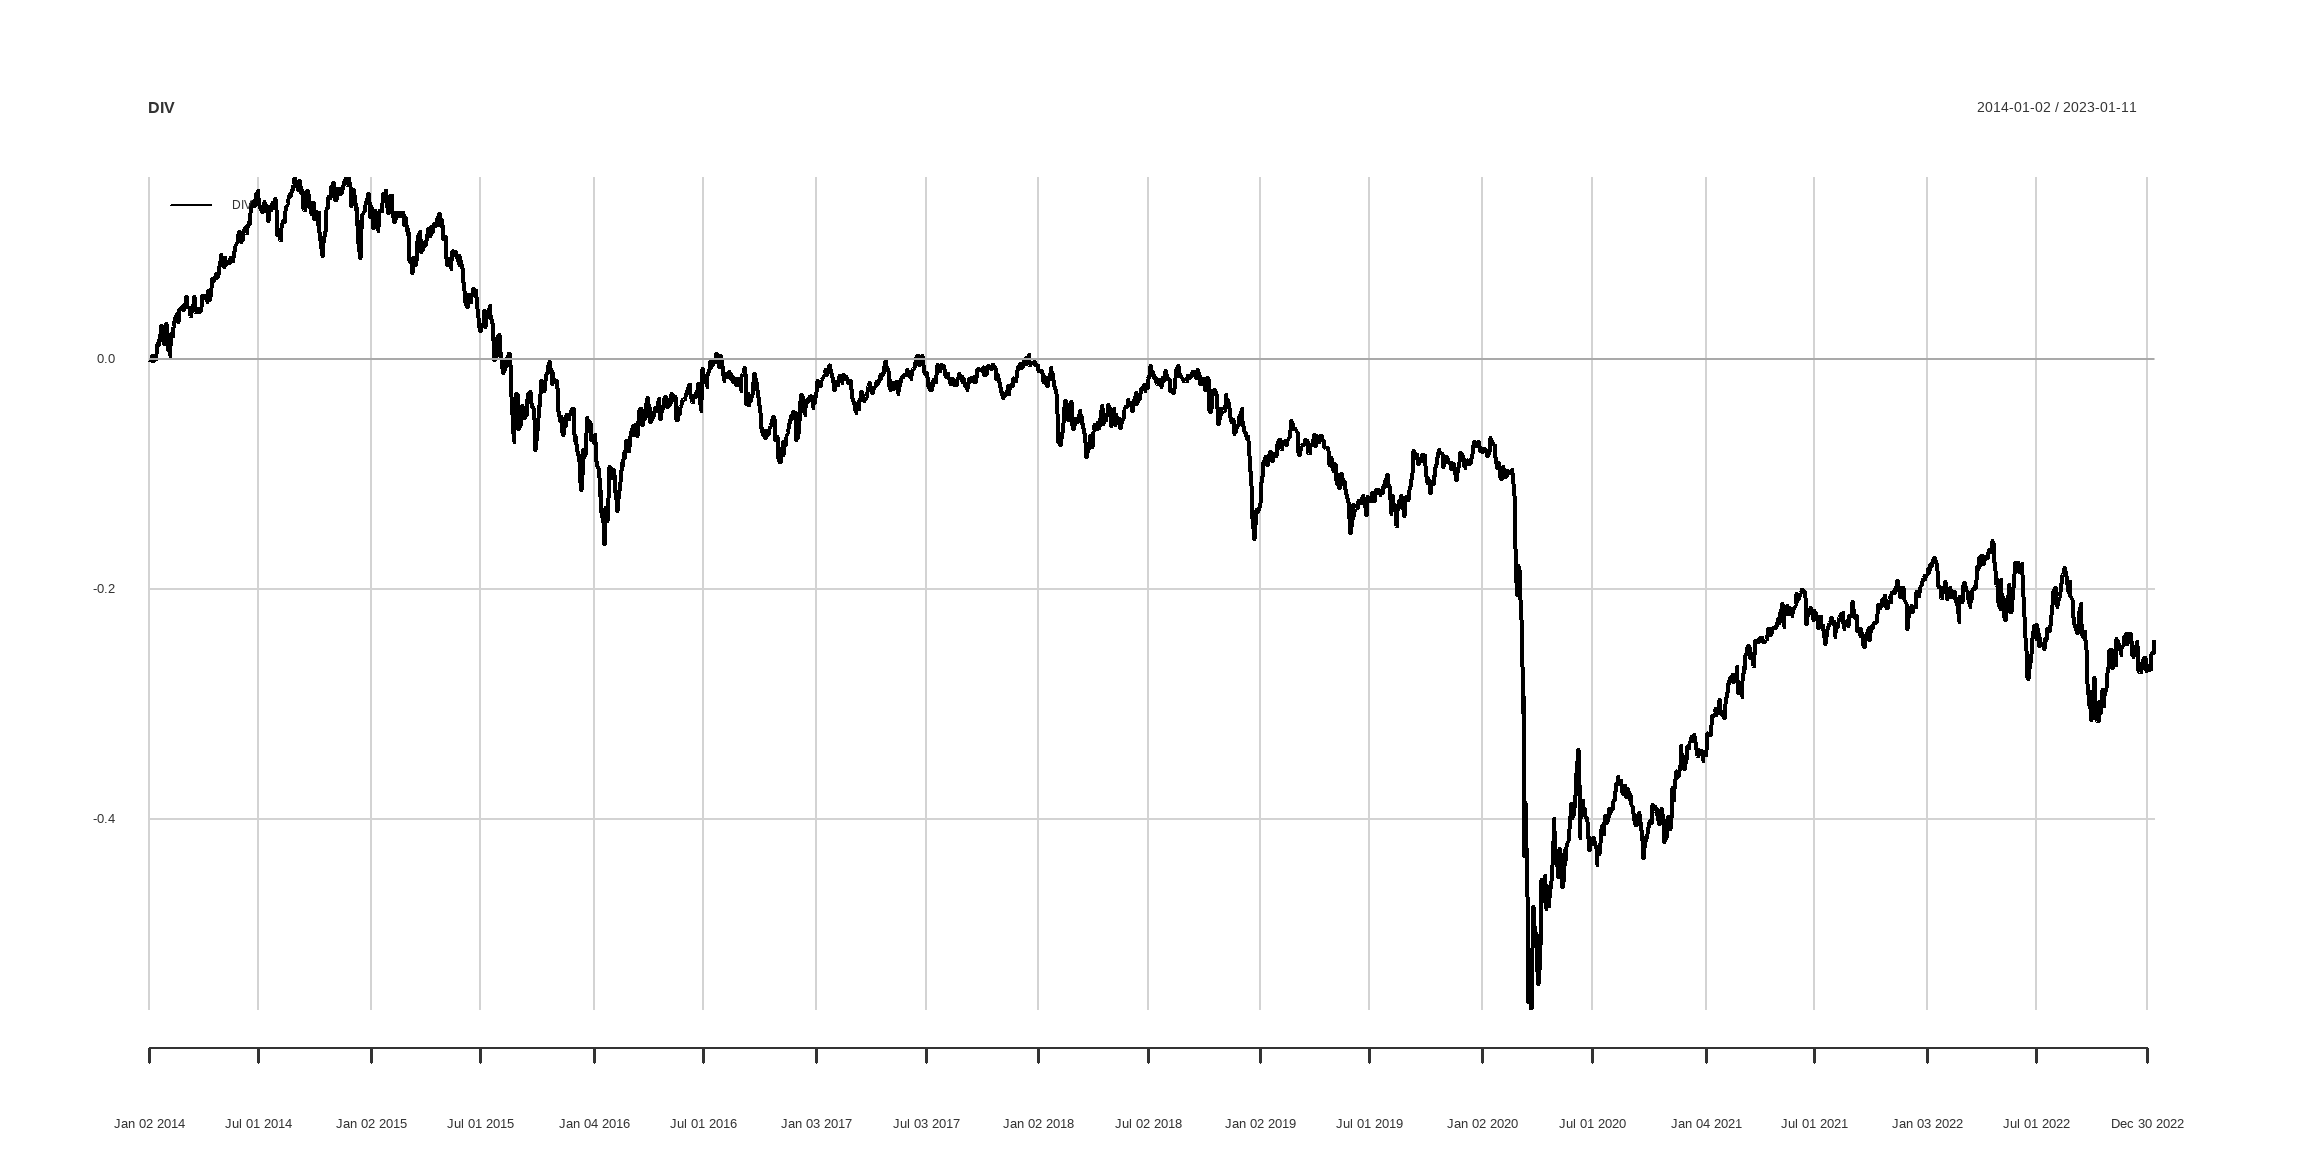 DIV
2014-01-02 / 2023-01-11
DIV
0.0
-0.2
-0.4
Jan 02 2014
Jul 01 2014
Jan 02 2015
Jul 01 2015
Jan 04 2016
Jul 01 2016
Jan 03 2017
Jul 03 2017
Jan 02 2018
Jul 02 2018
Jan 02 2019
Jul 01 2019
Jan 02 2020
Jul 01 2020
Jan 04 2021
Jul 01 2021
Jan 03 2022
Jul 01 2022
Dec 30 2022